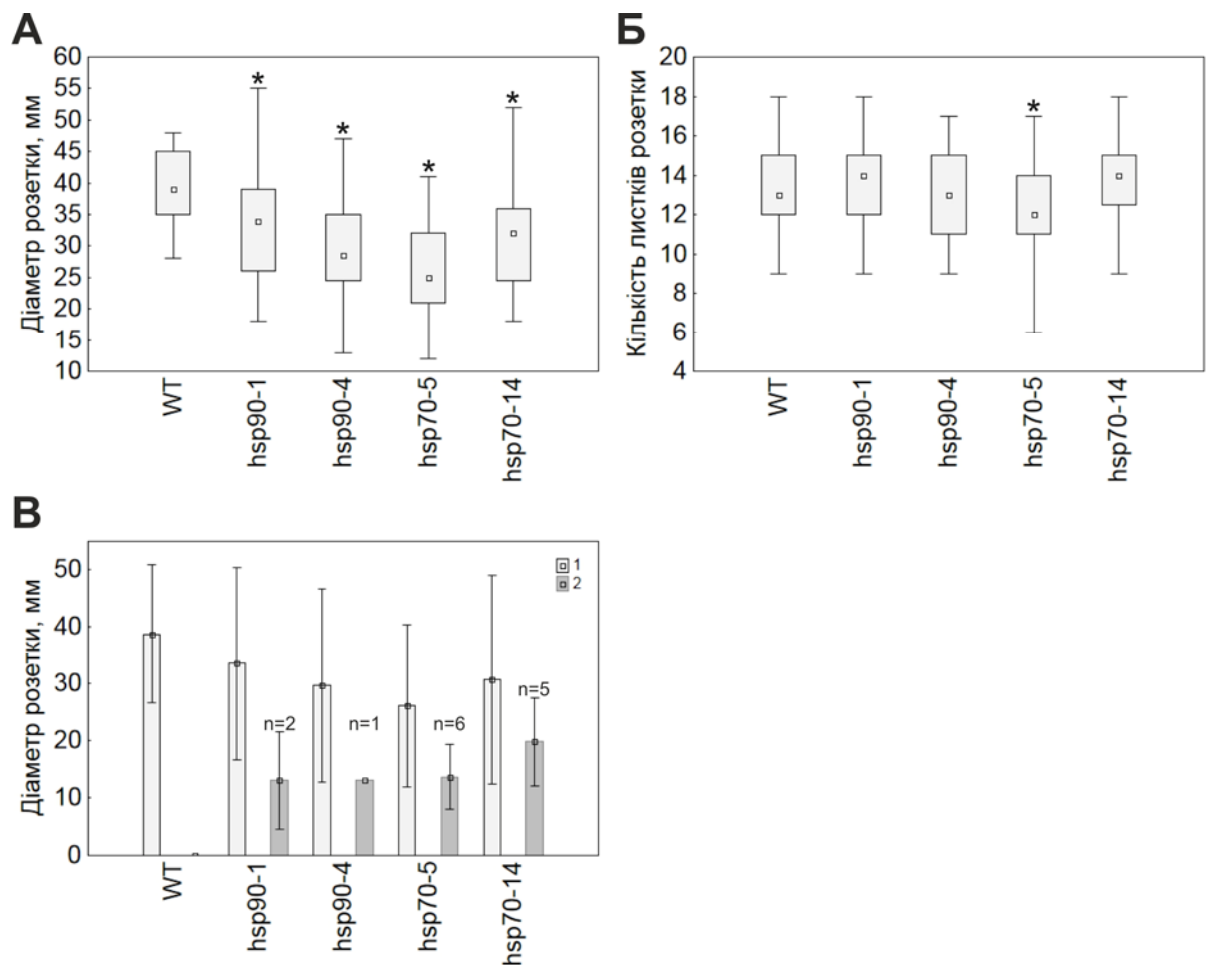 А
Діаметр розетки, мм
60
55
50
45
40
35
30
25
20
15
10
*
*
*
*
WT
hsp90-1
hsp90-4
hsp70-5
hsp70-14
Б
Кількість листків розетки
20
18
16
14
12
10
8
6
4
*
WT
hsp90-1
hsp90-4
hsp70-5
hsp70-14
В
Діаметр розетки, мм
50
40
30
20
10
0
1
2
n=2
n=1
n=6
n=5
WT
hsp90-1
hsp90-4
hsp70-5
hsp70-14